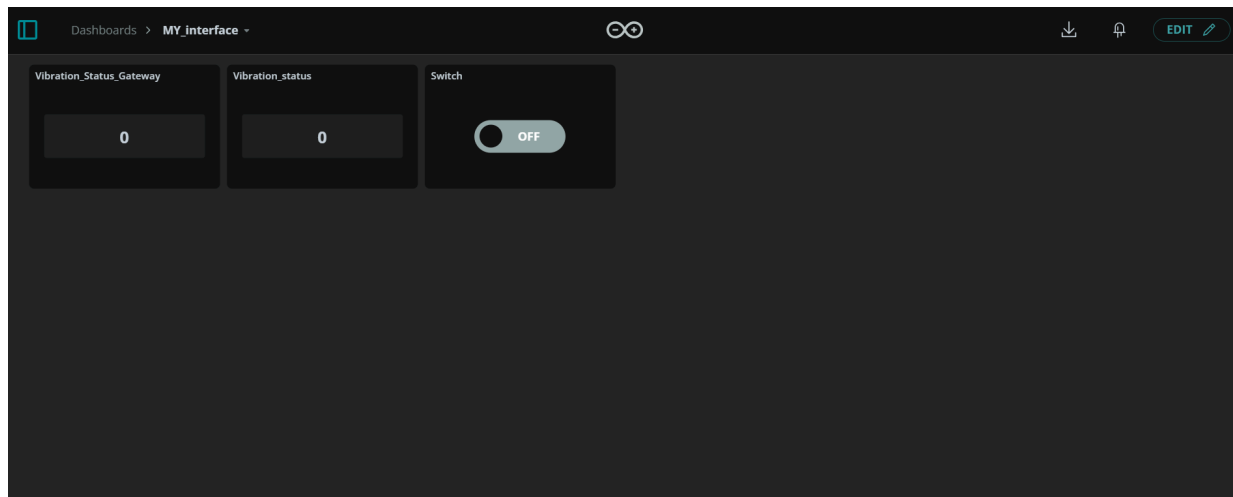 Dashboards > MY_interface
EDIT
Vibration_Status_Gateway
Vibration_status
Switch
0
0
OFF